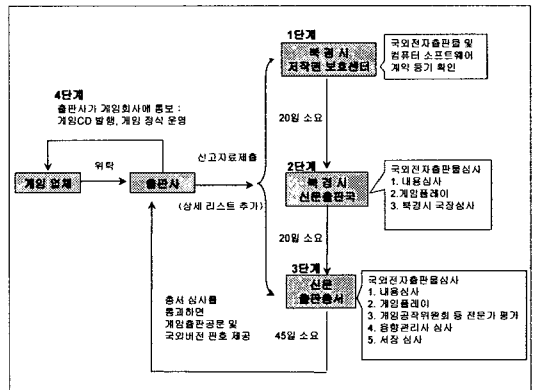 1단계
북경시
저작권 보호센터
국외전자출판물 및
컴퓨터 소프트웨어
계약 등기 확인
4단계
출판사가 게임회사에 통보 :
게임CD 발행, 게임 정식 운영
20일 소요
위탁
신고자료제출
게임 업체
출판사
(상세 리스트 추가)
2단계
북경시
신문출판국
국외전자출판물심사
1. 내용심사
2.게임플레이
3. 북경시 국장심사
20일 소요
3단계
신문
출판총서
국외전자출판물심사
1. 내용심사
2. 게임플레이
3. 게임공작위원회 등 전문가 평가
4. 음향관리사 심사
5. 서장 심사
총서 심사를
통과하면
게임출판공문 및
국외버전 판호 제공
45일 소요